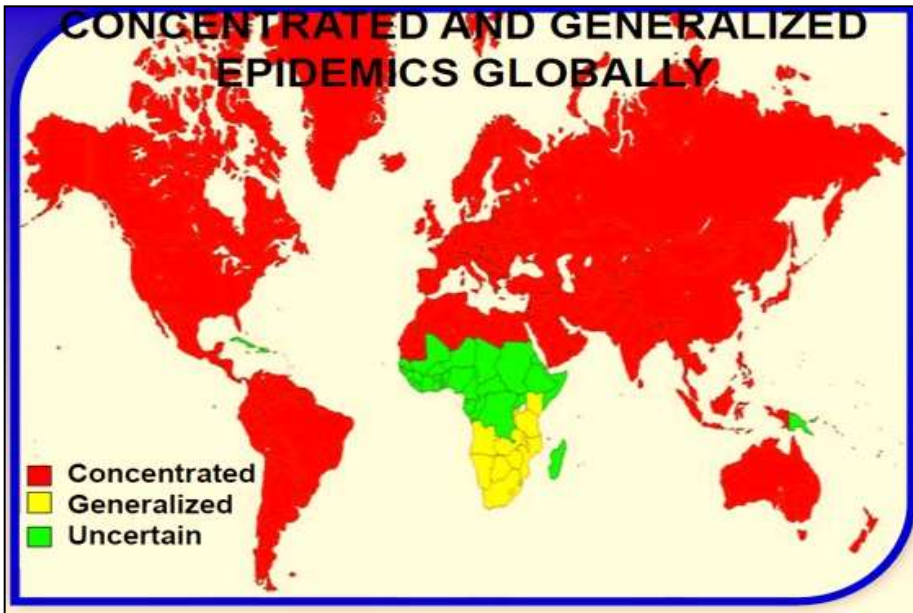 CONCENTRATED AND GENERALIZED
EPIDEMICS GLOBALLY
Concentrated
Generalized
Uncertain